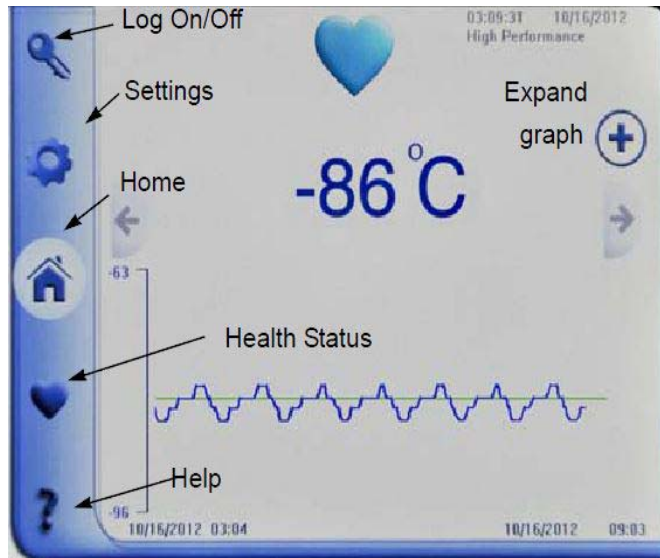 Log On/Off
03:09:31 10/16/2012
High Performance
Settings
Expand
graph
-86°C
Home
-63
Health Status
Help
-96
10/16/2012 03:04
10/16/2012 09:03